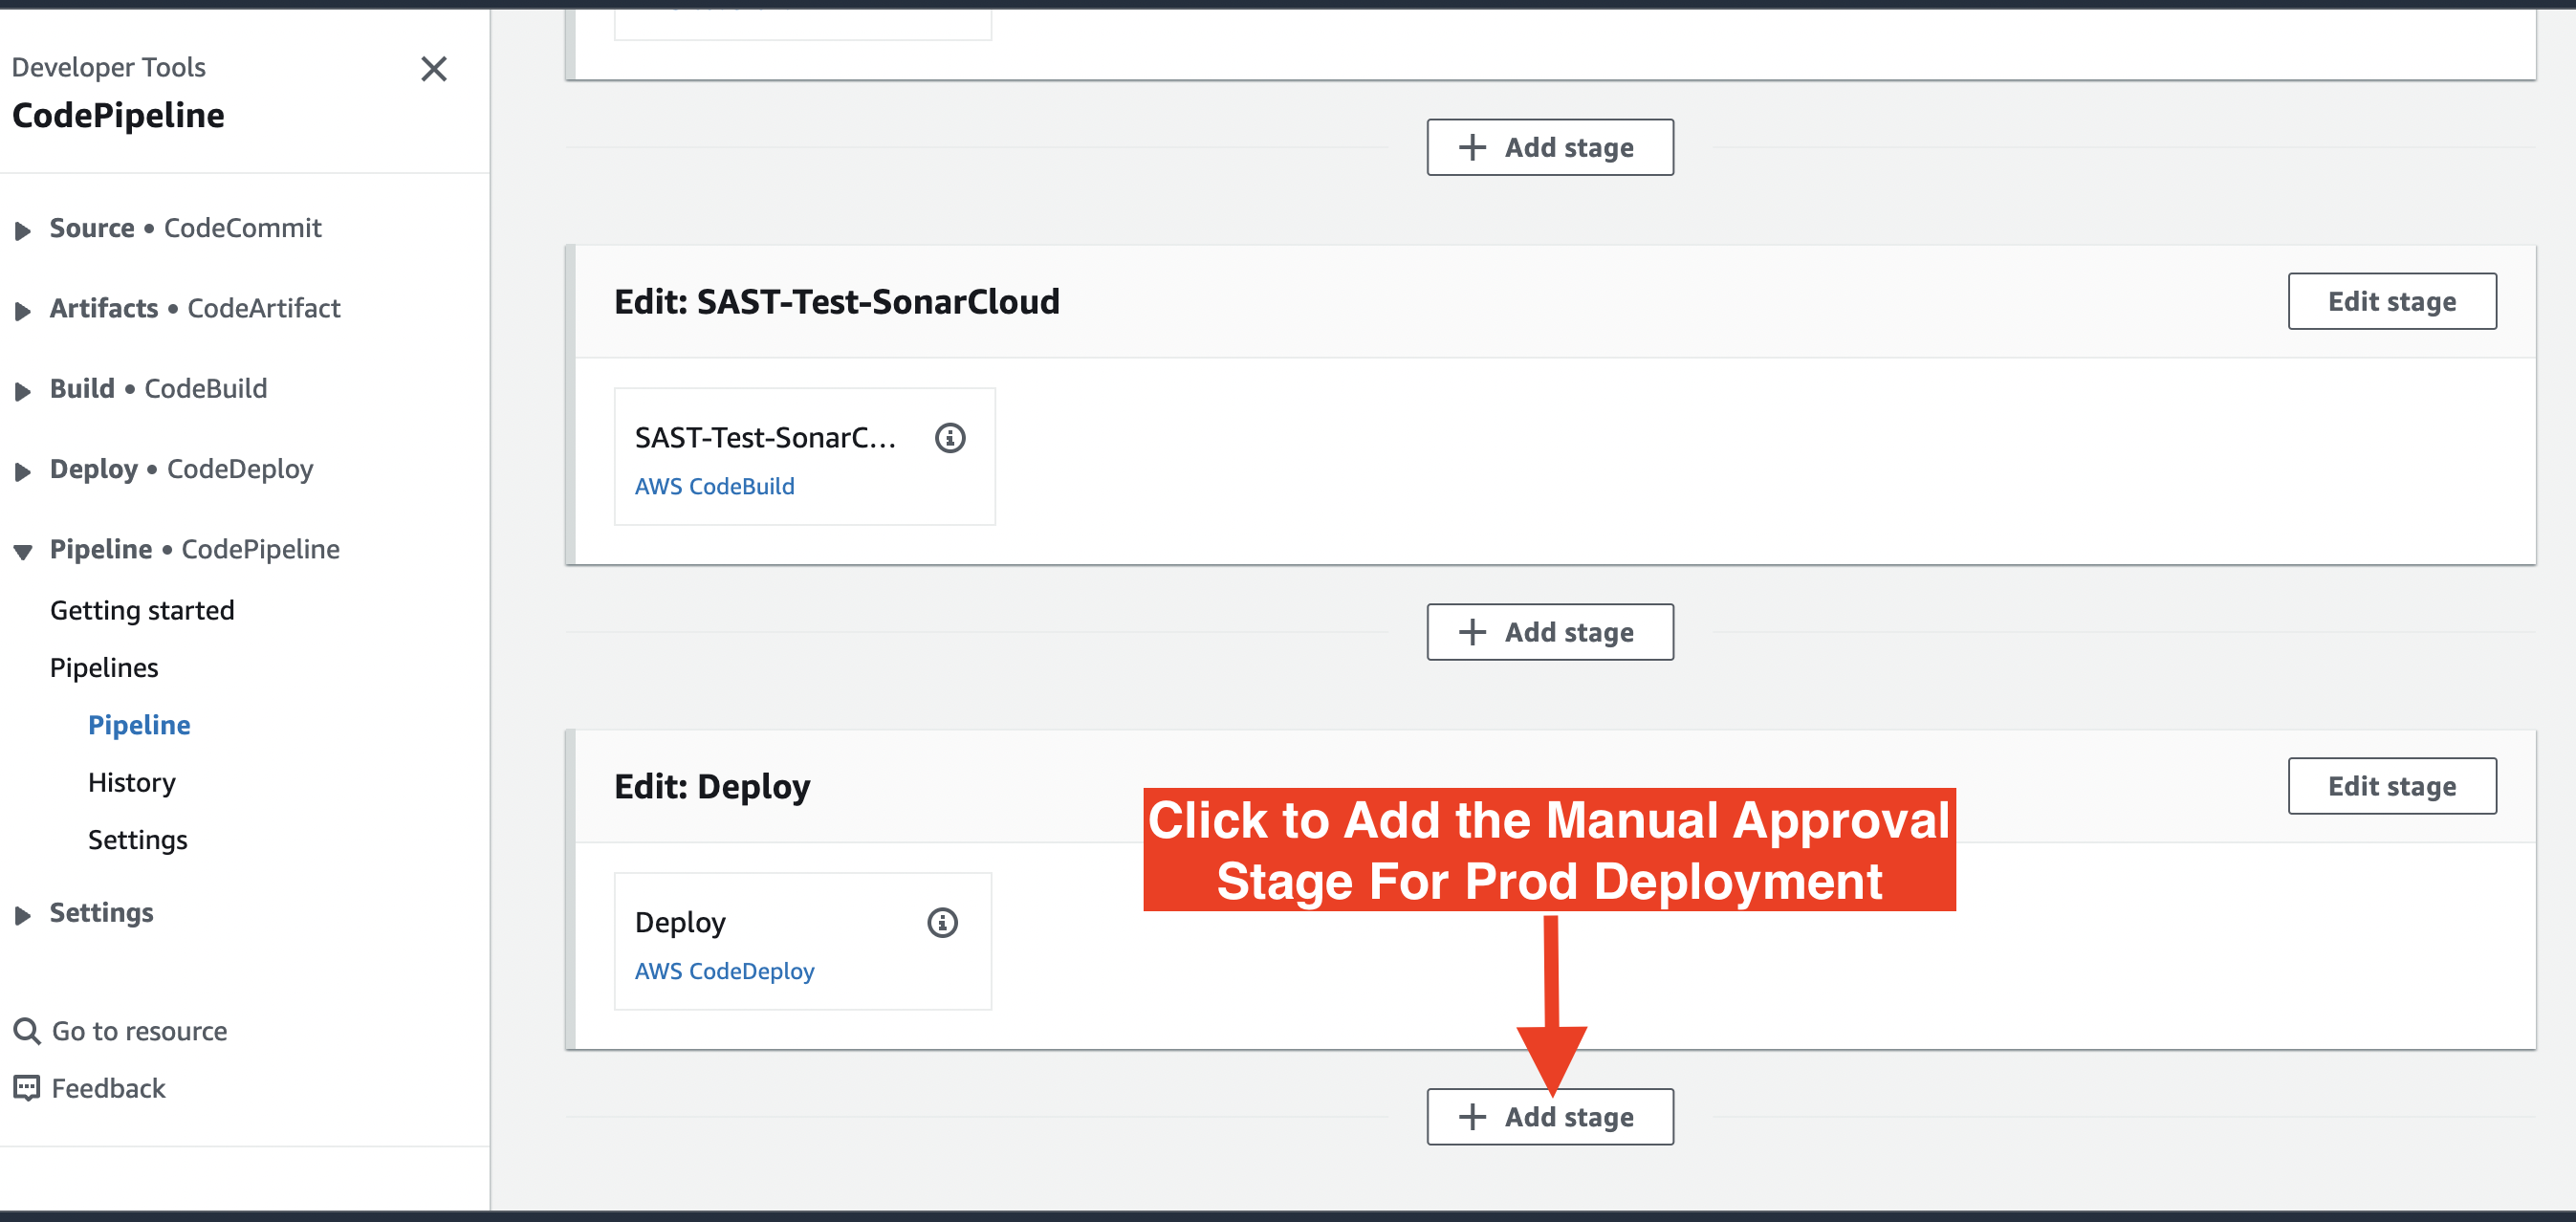 Developer Tools
CodePipeline
Source • CodeCommit
Artifacts • CodeArtifact
Build • CodeBuild
Deploy • CodeDeploy
Pipeline • CodePipeline
Getting started
Pipelines
Pipeline
History
Settings
Settings
Go to resource
Feedback
Add stage
Edit: SAST-Test-SonarCloud
Edit stage
SAST-Test-SonarC...
AWS CodeBuild
Add stage
Edit: Deploy
Edit stage
Click to Add the Manual Approval
Stage For Prod Deployment
Deploy
AWS CodeDeploy
Add stage